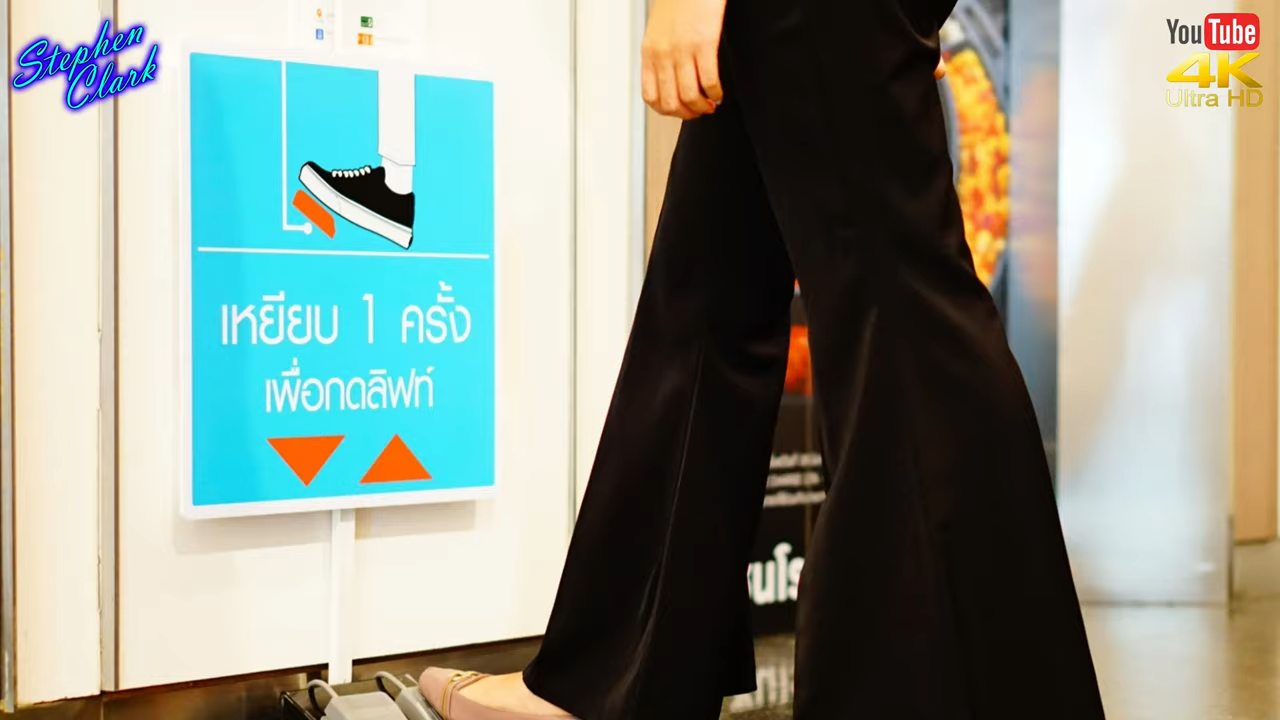 Stephen
Clark
YouTube
4K
Ultra HD
เหยียบ 1 ครั้ง
เพื่อกดลิฟท์